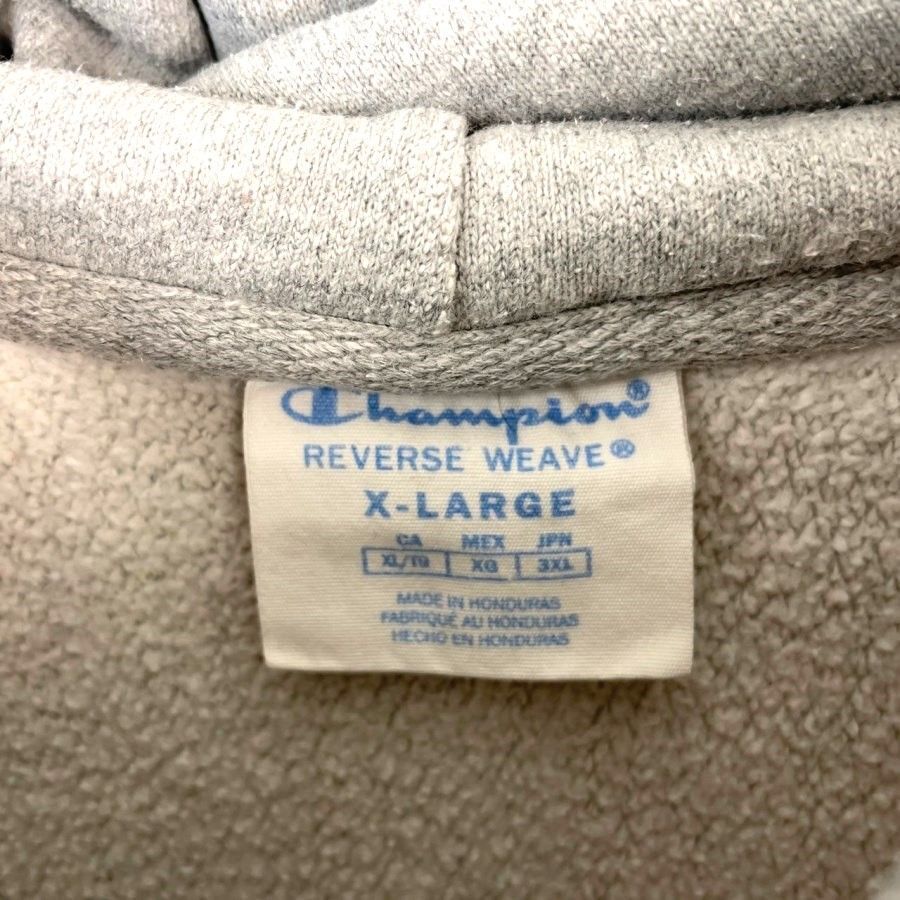 Champion®
REVERSE WEAVE®
X-LARGE
CA MEX JPN
XL/TG XG 3XL
MADE IN HONDURAS
FABRIQUÉ AU HONDURAS
HECHO EN HONDURAS